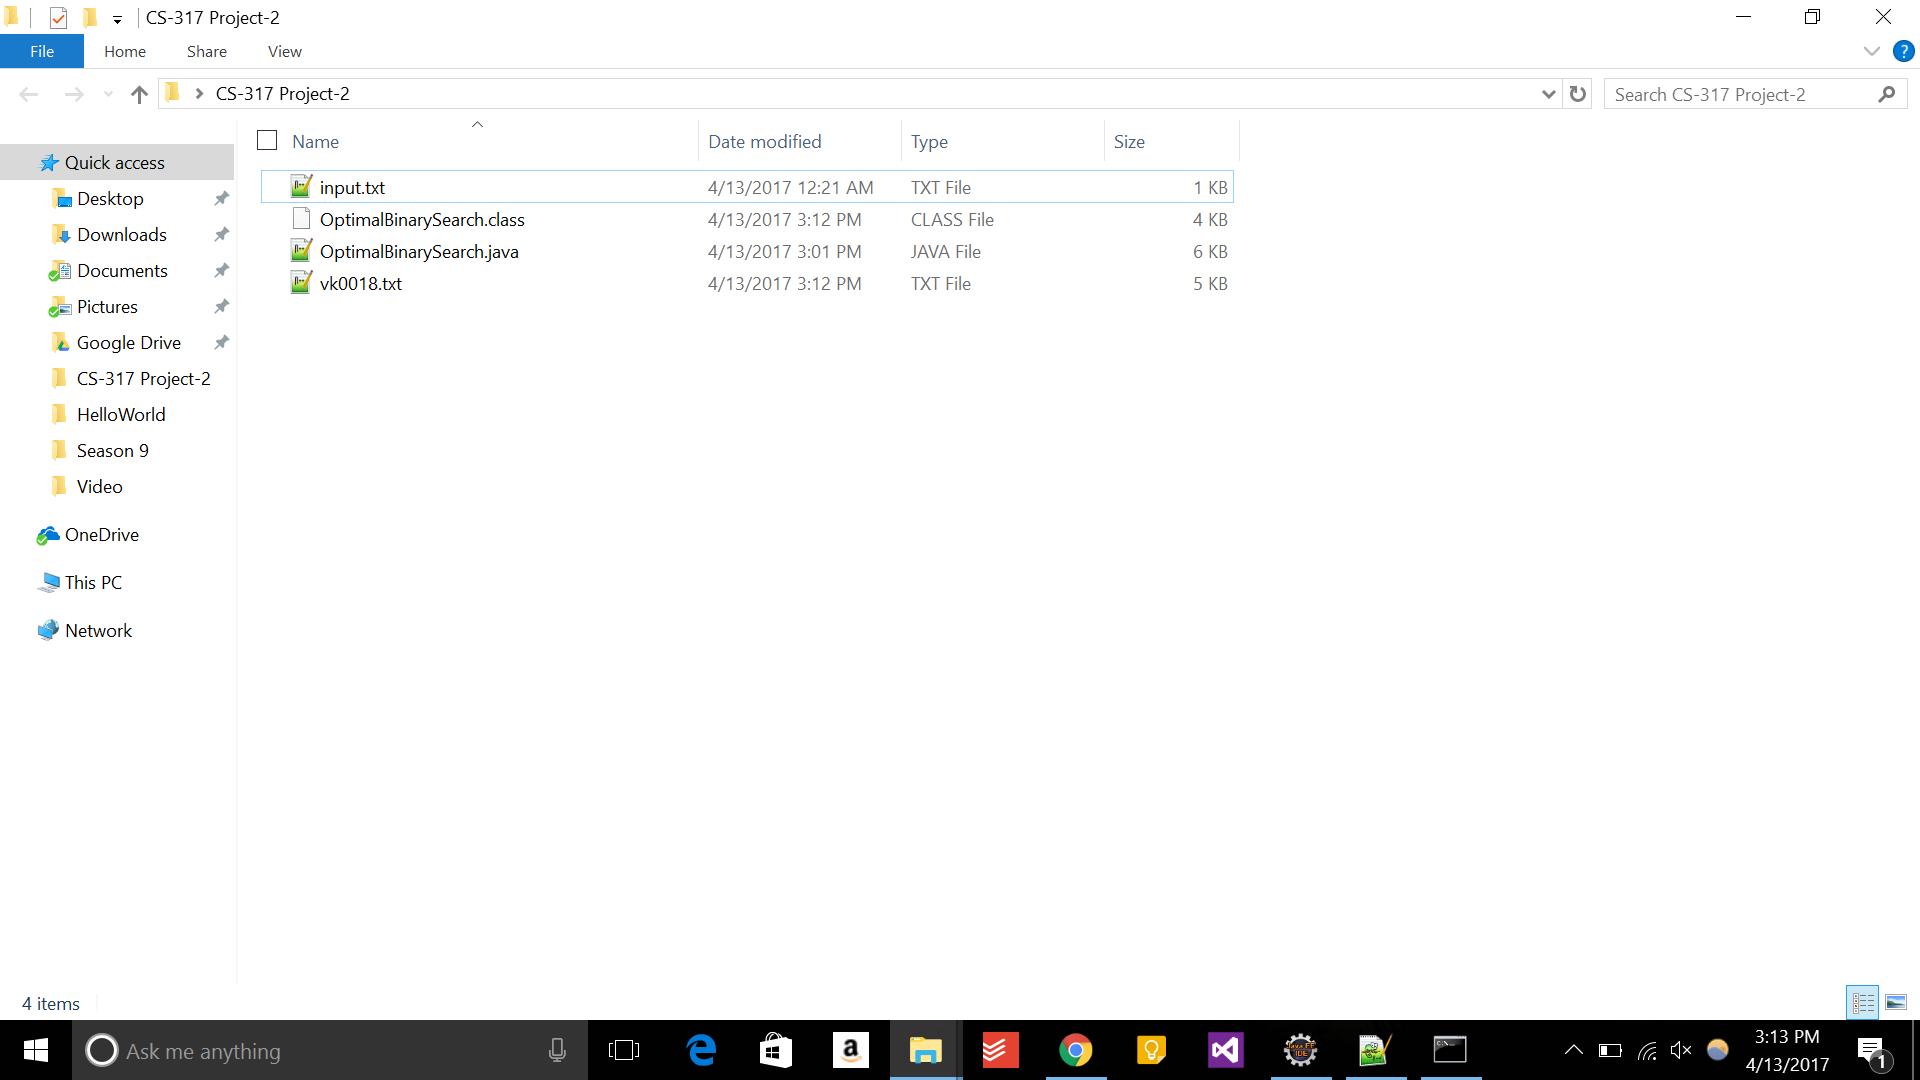 CS-317 Project-2
File Home Share View
?
CS-317 Project-2
Search CS-317 Project-2
Name Date modified Type Size
Quick access
Desktop
Downloads
Documents
Pictures
Google Drive
CS-317 Project-2
HelloWorld
Season 9
Video
OneDrive
This PC
Network
input.txt 4/13/2017 12:21 AM TXT File 1 KB
OptimalBinarySearch.class 4/13/2017 3:12 PM CLASS File 4 KB
OptimalBinarySearch.java 4/13/2017 3:01 PM JAVA File 6 KB
vk0018.txt 4/13/2017 3:12 PM TXT File 5 KB
4 items
Ask me anything
a
Java EE
IDE
C:\
3:13 PM
4/13/2017
1